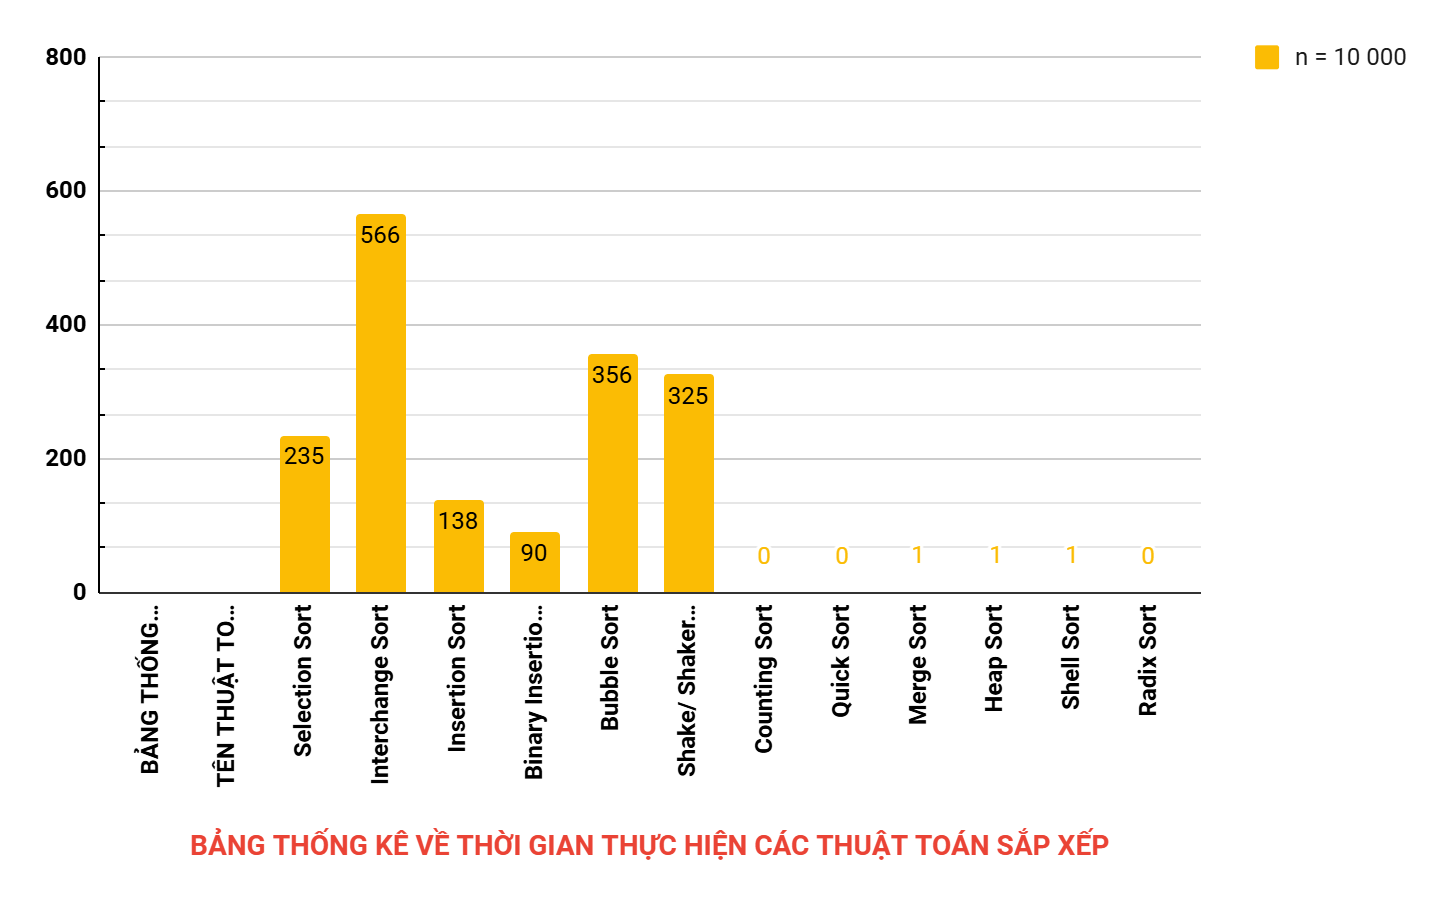 n = 10 000
800
600
400
200
0
566
356
325
235
138
90
0
0
1
1
1
0
BẢNG THỐNG...
TÊN THUẬT TO...
Selection Sort
Interchange Sort
Insertion Sort
Binary Insertio...
Bubble Sort
Shake/ Shaker...
Counting Sort
Quick Sort
Merge Sort
Heap Sort
Shell Sort
Radix Sort
BẢNG THỐNG KÊ VỀ THỜI GIAN THỰC HIỆN CÁC THUẬT TOÁN SẮP XẾP